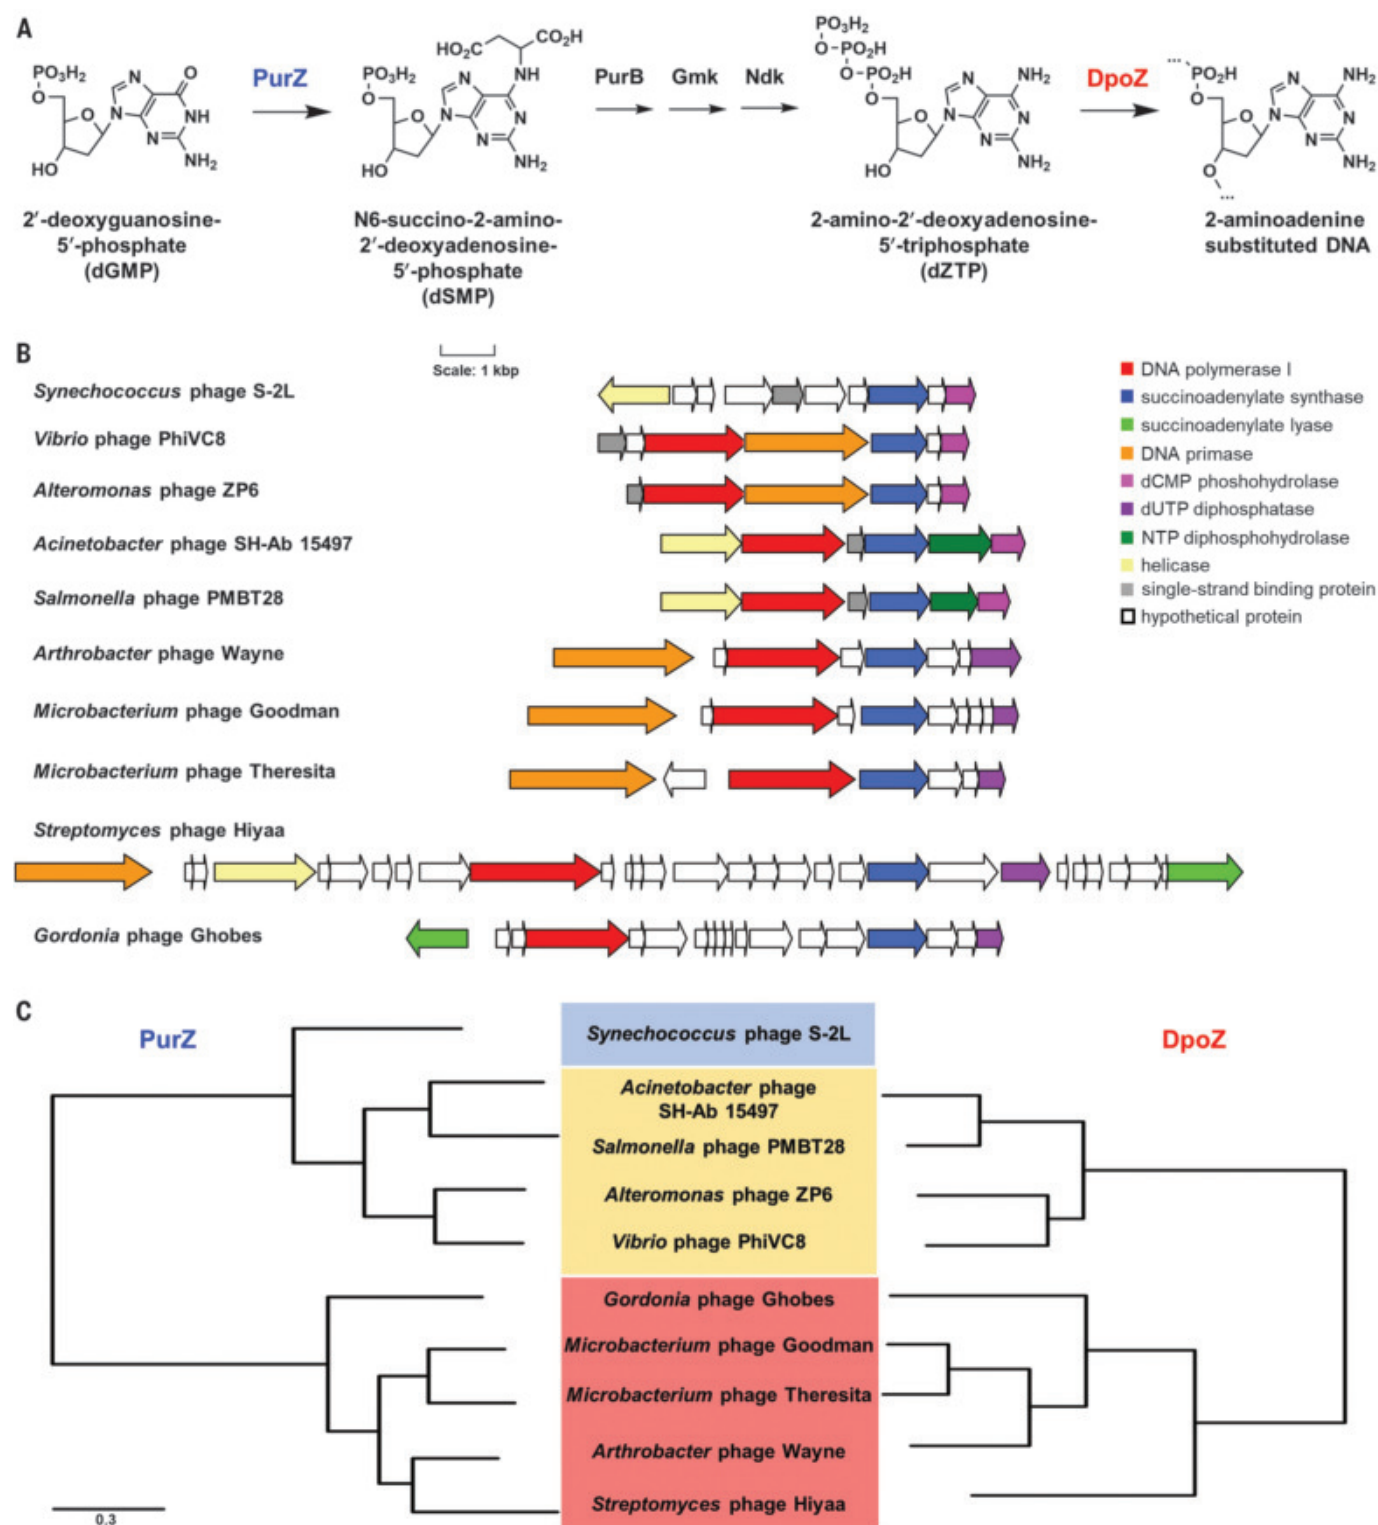 A
PO3H2
O
O
N
N
N
NH
O
N
NH2
HO
2′-deoxyguanosine-
5′-phosphate
(dGMP)
PurZ
HO2C
CO2H
NH
PO3H2
O
O
N
N
N
N
N
NH2
HO
N6-succino-2-amino-
2′-deoxyadenosine-
5′-phosphate
(dSMP)
PurB Gmk Ndk
PO3H2
O-PO2H
O-PO2H
O
O
N
N
N
NH2
N
N
NH2
HO
2-amino-2′-deoxyadenosine-
5′-triphosphate
(dZTP)
DpoZ
...
PO2H
O
O
N
N
N
NH2
N
N
NH2
O
...
2-aminoadenine
substituted DNA
B
Scale: 1 kbp
Synechococcus phage S-2L
Vibrio phage PhiVC8
Alteromonas phage ZP6
Acinetobacter phage SH-Ab 15497
Salmonella phage PMBT28
Arthrobacter phage Wayne
Microbacterium phage Goodman
Microbacterium phage Theresita
Streptomyces phage Hiyaa
Gordonia phage Ghobes
DNA polymerase I
succinoadenylate synthase
succinoadenylate lyase
DNA primase
dCMP phoshohydrolase
dUTP diphosphatase
NTP diphosphohydrolase
helicase
single-strand binding protein
hypothetical protein
C
PurZ
DpoZ
Synechococcus phage S-2L
Acinetobacter phage
SH-Ab 15497
Salmonella phage PMBT28
Alteromonas phage ZP6
Vibrio phage PhiVC8
Gordonia phage Ghobes
Microbacterium phage Goodman
Microbacterium phage Theresita
Arthrobacter phage Wayne
Streptomyces phage Hiyaa
0.3